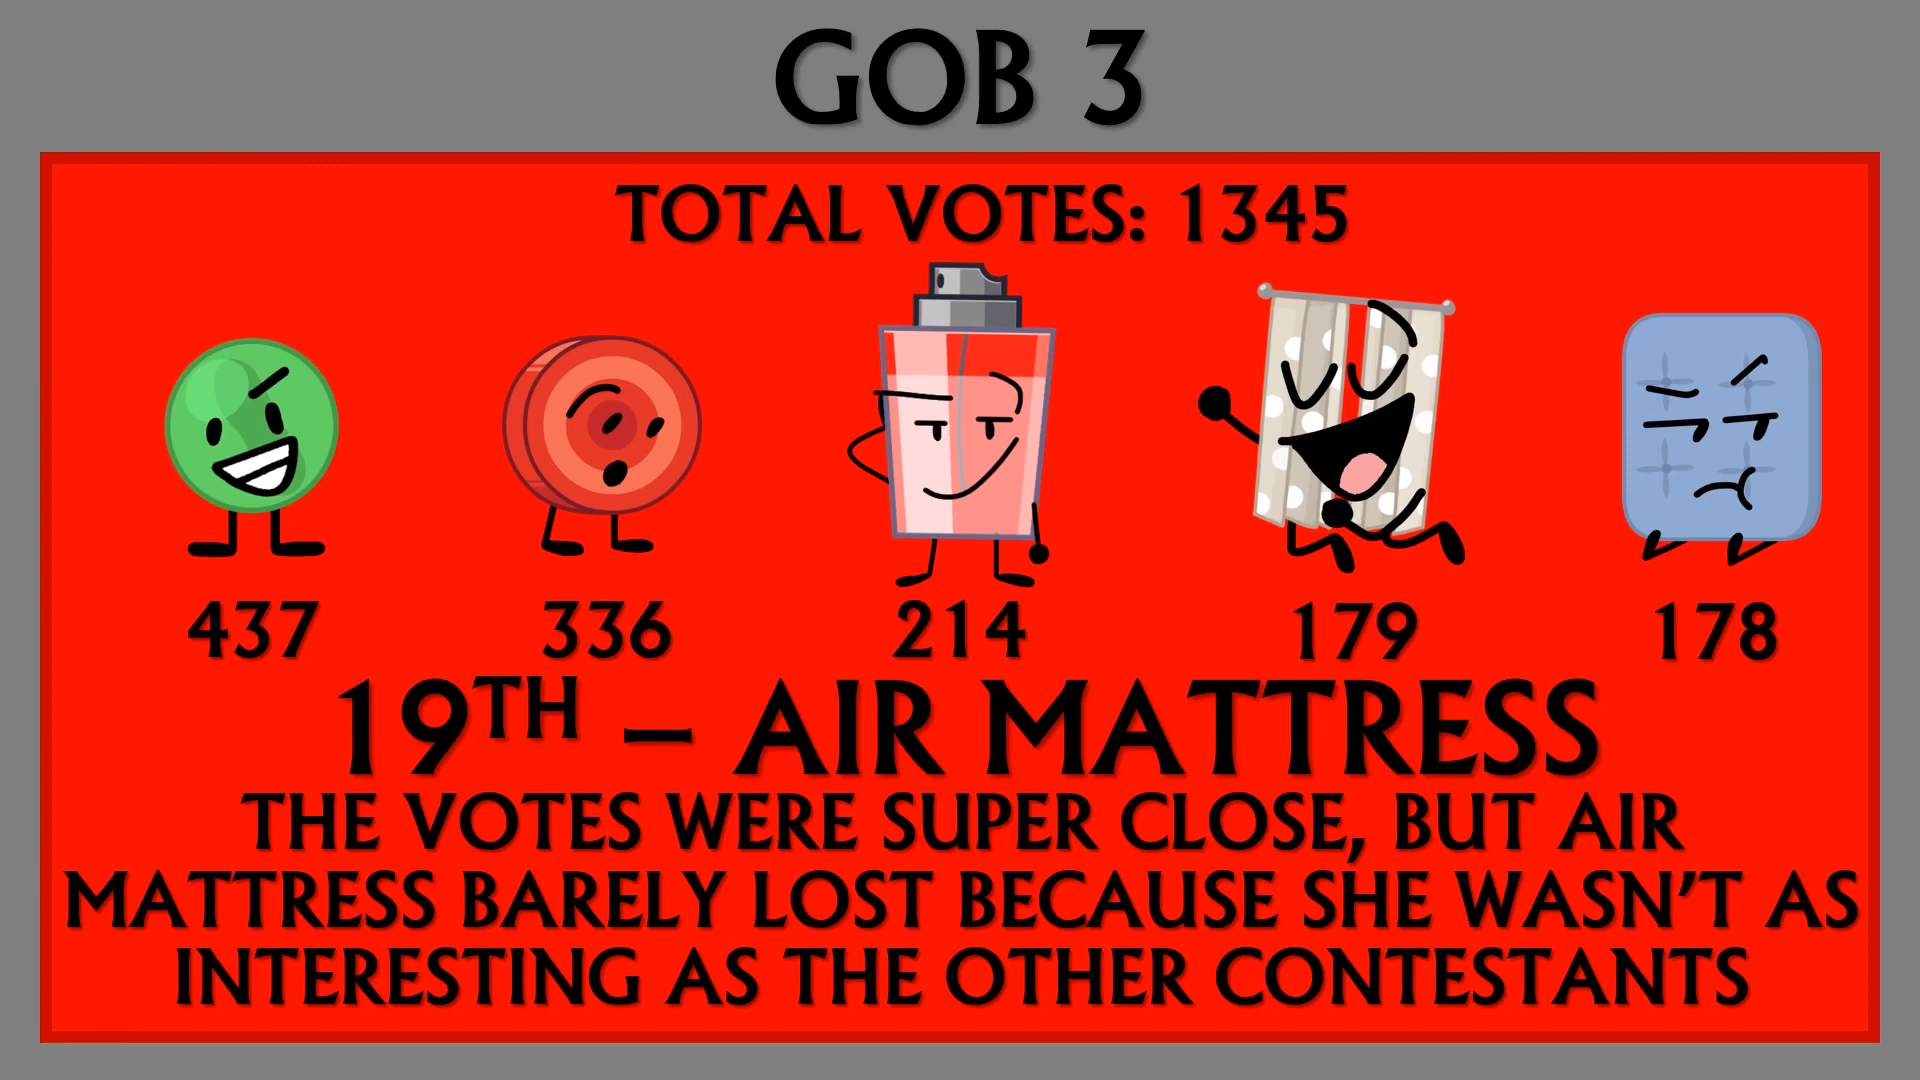 GOB 3
TOTAL VOTES: 1345
437 336 214 179 178
19TH – AIR MATTRESS
THE VOTES WERE SUPER CLOSE, BUT AIR
MATTRESS BARELY LOST BECAUSE SHE WASN'T AS
INTERESTING AS THE OTHER CONTESTANTS